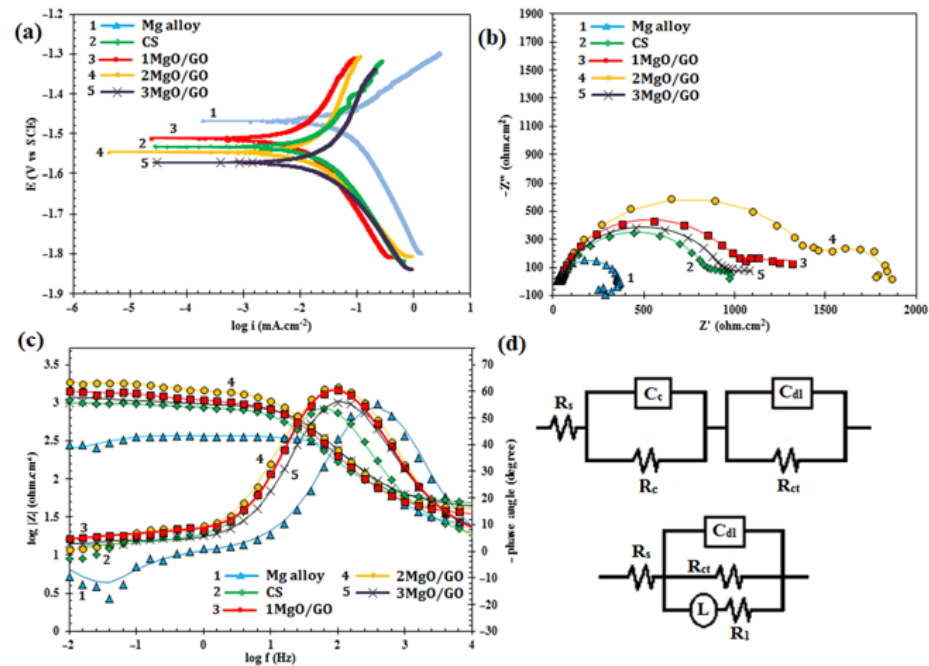 (a)
1 Mg alloy
2 CS
3 1MgO/GO
4 2MgO/GO
5 3MgO/GO
E (V vs SCE)
−1.2
−1.3
−1.4
−1.5
−1.6
−1.7
−1.8
−1.9
1
3
2
4
5
−6 −5 −4 −3 −2 −1 0 1
log i (mA.cm-2)
(b)
1 Mg alloy
2 CS
3 1MgO/GO
4 2MgO/GO
5 3MgO/GO
−Z'' (ohm.cm2)
1900
1700
1500
1300
1100
900
700
500
300
100
−100
4
2
3
5
1
0 500 1000 1500 2000
Z' (ohm.cm2)
(c)
log |Z| (ohm.cm2)
3.5
3
2.5
2
1.5
1
0.5
0
4
4
5
3
2
1
70
60
50
40
30
20
10
0
−10
−20
−30
− phase angle (degree)
1 Mg alloy
2 CS
3 1MgO/GO
4 2MgO/GO
5 3MgO/GO
−2 −1 0 1 2 3 4
log f (Hz)
(d)
Rs
Cc
Rc
Cdl
Rct
Rs
Cdl
Rct
L
R1